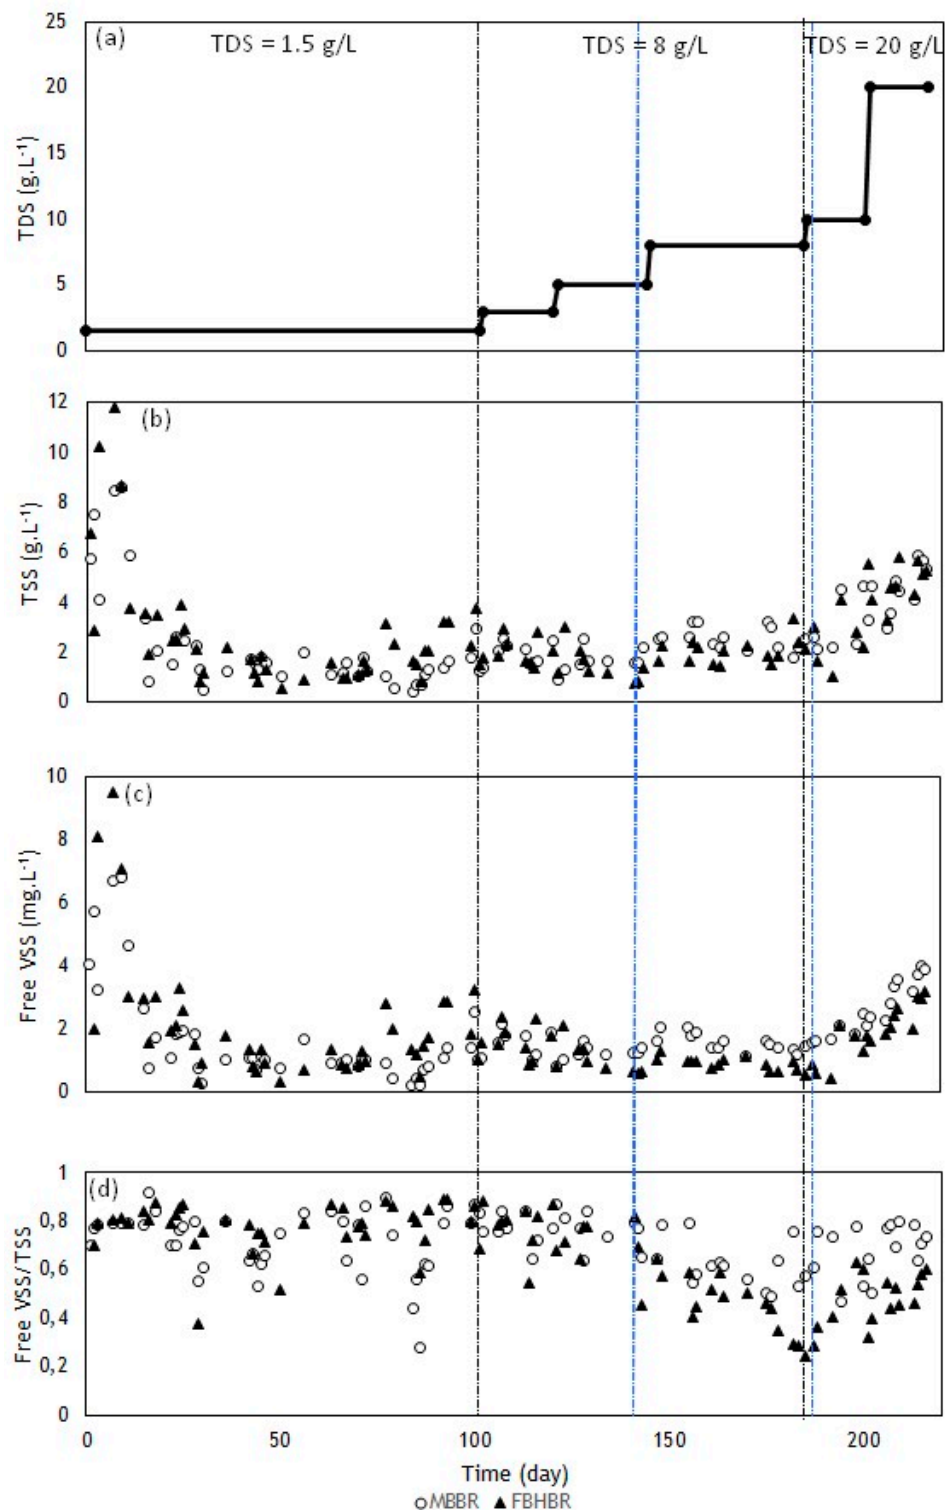 (a)
TDS = 1.5 g/L
TDS = 8 g/L
TDS = 20 g/L
25
20
15
10
5
0
TDS (g.L⁻¹)
(b)
12
10
8
6
4
2
0
TSS (g.L⁻¹)
(c)
10
8
6
4
2
0
Free VSS (mg.L⁻¹)
(d)
1
0,8
0,6
0,4
0,2
0
Free VSS/TSS
0 50 100 150 200
Time (day)
MBBR FBHBR